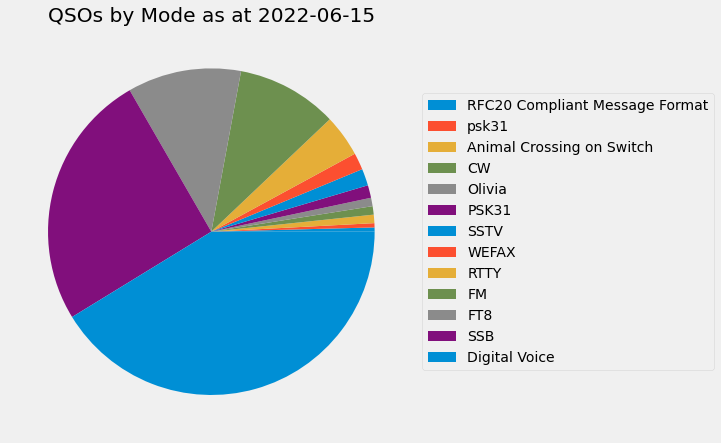 QSOs by Mode as at 2022-06-15
RFC20 Compliant Message Format
psk31
Animal Crossing on Switch
CW
Olivia
PSK31
SSTV
WEFAX
RTTY
FM
FT8
SSB
Digital Voice